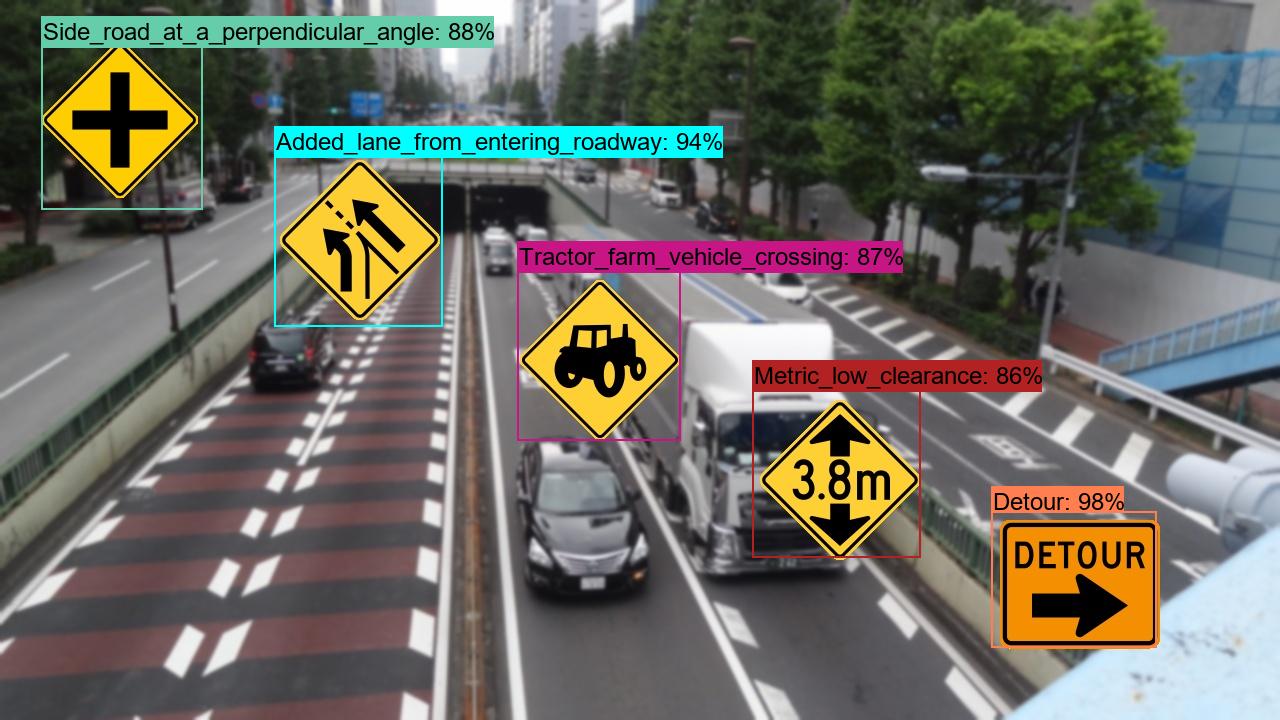 Side_road_at_a_perpendicular_angle: 88%
Added_lane_from_entering_roadway: 94%
Tractor_farm_vehicle_crossing: 87%
Metric_low_clearance: 86%
3.8m
Detour: 98%
DETOUR